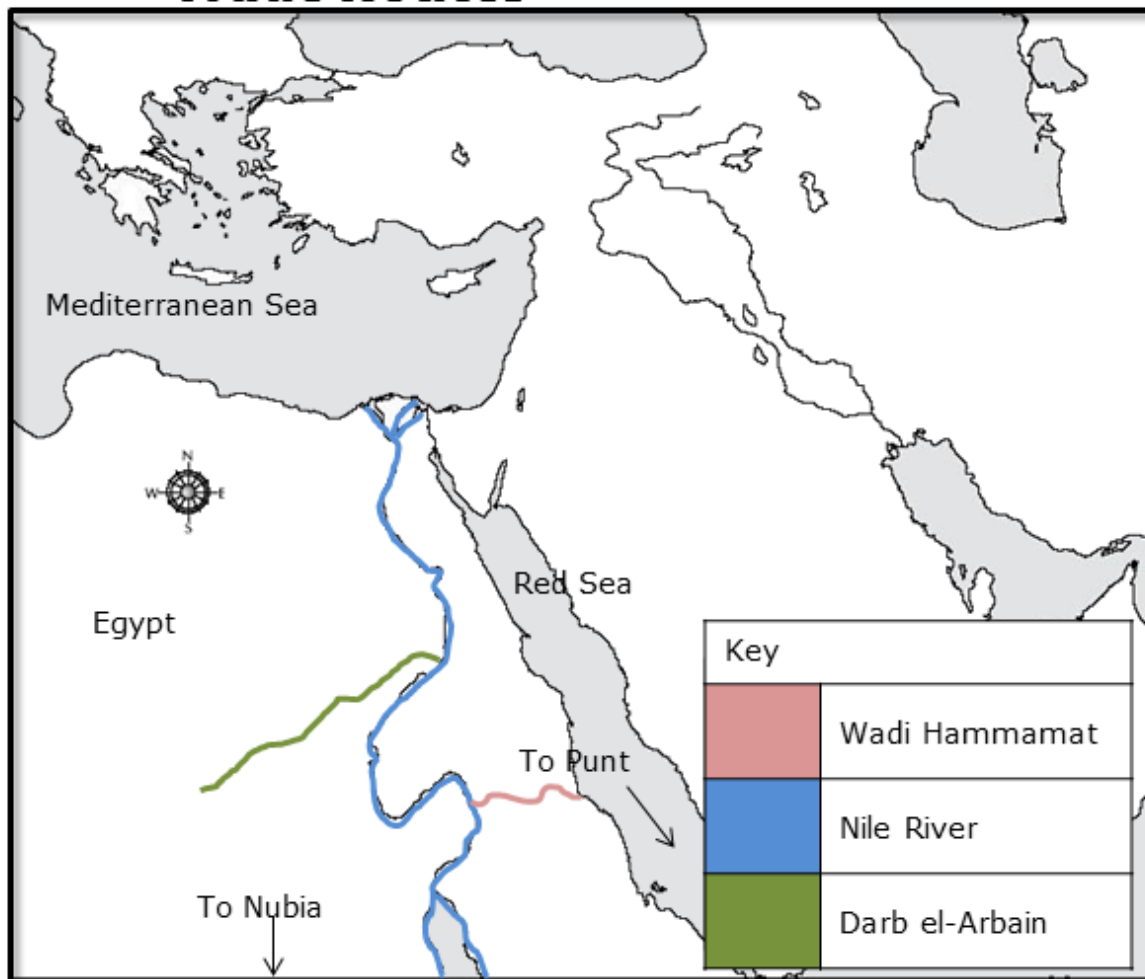 Mediterranean Sea
N
W E
S
Red Sea
Egypt
Key
Wadi Hammamat
To Punt
Nile River
To Nubia
Darb el-Arbain